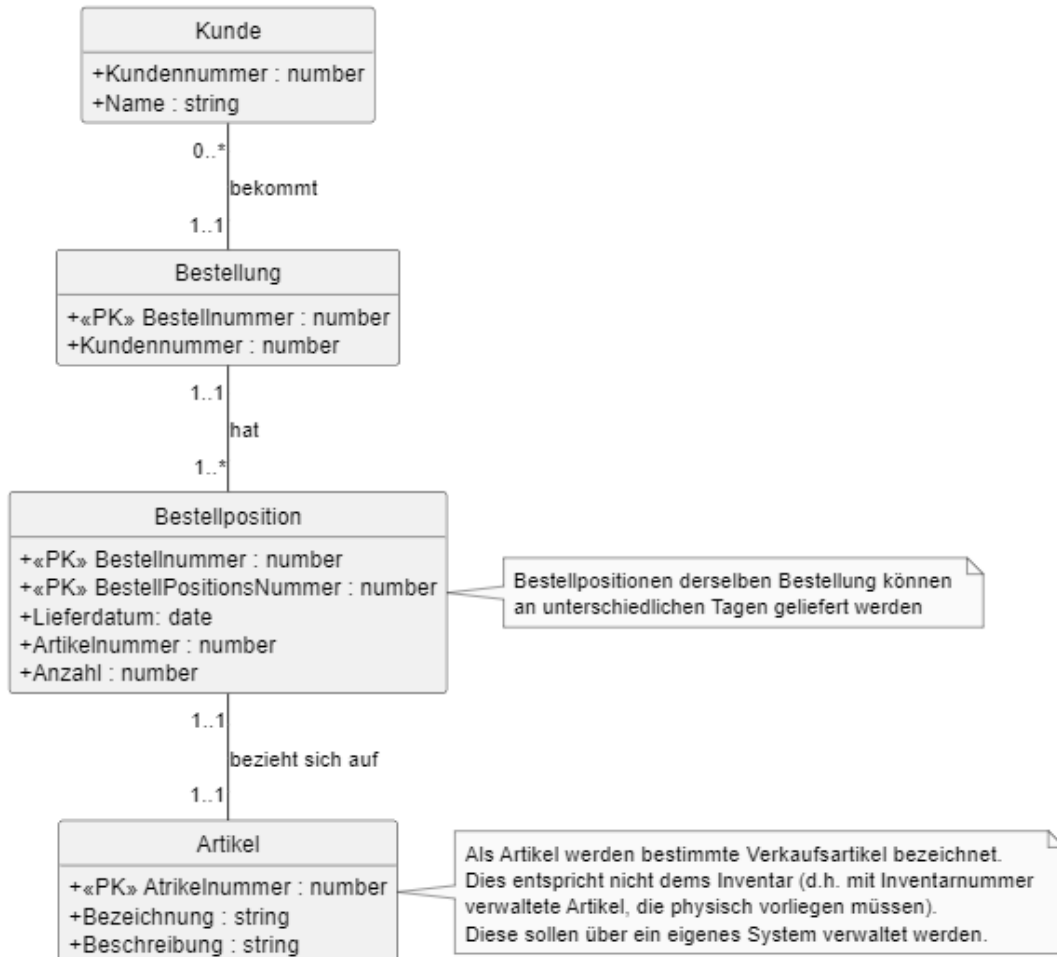 Kunde
+Kundennummer : number
+Name : string
0..*
bekommt
1..1
Bestellung
+«PK» Bestellnummer : number
+Kundennummer : number
1..1
hat
1..*
Bestellposition
+«PK» Bestellnummer : number
+«PK» BestellPositionsNummer : number
+Lieferdatum: date
+Artikelnummer : number
+Anzahl : number
Bestellpositionen derselben Bestellung können
an unterschiedlichen Tagen geliefert werden
1..1
bezieht sich auf
1..1
Artikel
+«PK» Atrikelnummer : number
+Bezeichnung : string
+Beschreibung : string
Als Artikel werden bestimmte Verkaufsartikel bezeichnet.
Dies entspricht nicht dems Inventar (d.h. mit Inventarnummer
verwaltete Artikel, die physisch vorliegen müssen).
Diese sollen über ein eigenes System verwaltet werden.